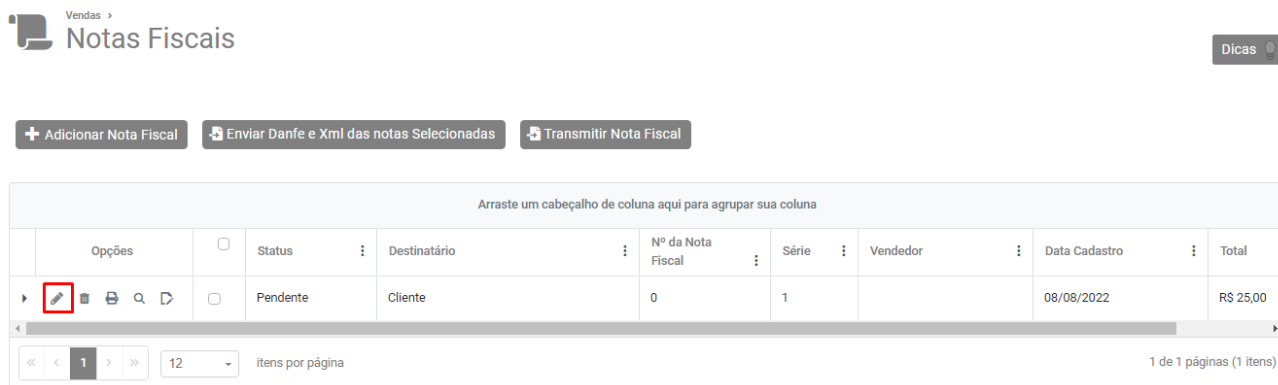 Vendas >
Notas Fiscais
Dicas
Adicionar Nota Fiscal
Enviar Danfe e Xml das notas Selecionadas
Transmitir Nota Fiscal
Arraste um cabeçalho de coluna aqui para agrupar sua coluna
Opções Status Destinatário Nº da Nota Fiscal Série Vendedor Data Cadastro Total
Pendente Cliente 0 1 08/08/2022 R$ 25,00
« < 1 > » 12 itens por página 1 de 1 páginas (1 itens)